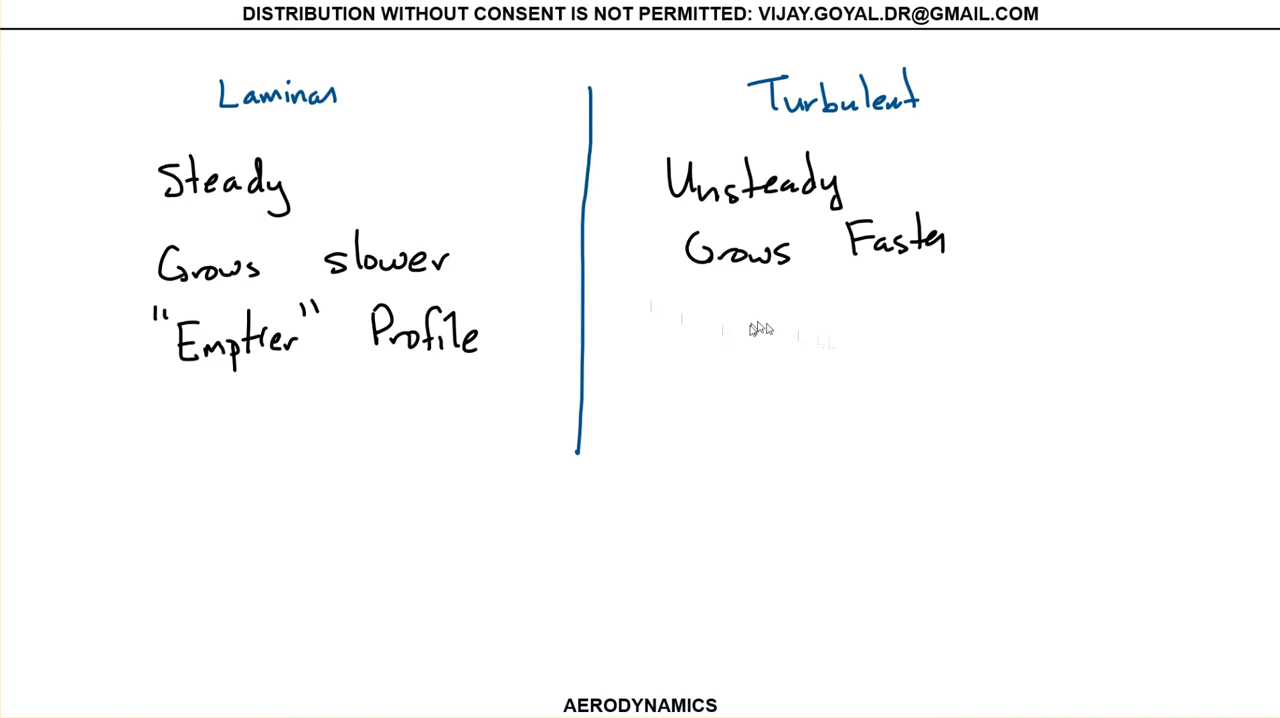 DISTRIBUTION WITHOUT CONSENT IS NOT PERMITTED: VIJAY.GOYAL.DR@GMAIL.COM
Laminar
Steady
Grows slower
"Emptier" Profile
Turbulent
Unsteady
Grows Faster
AERODYNAMICS